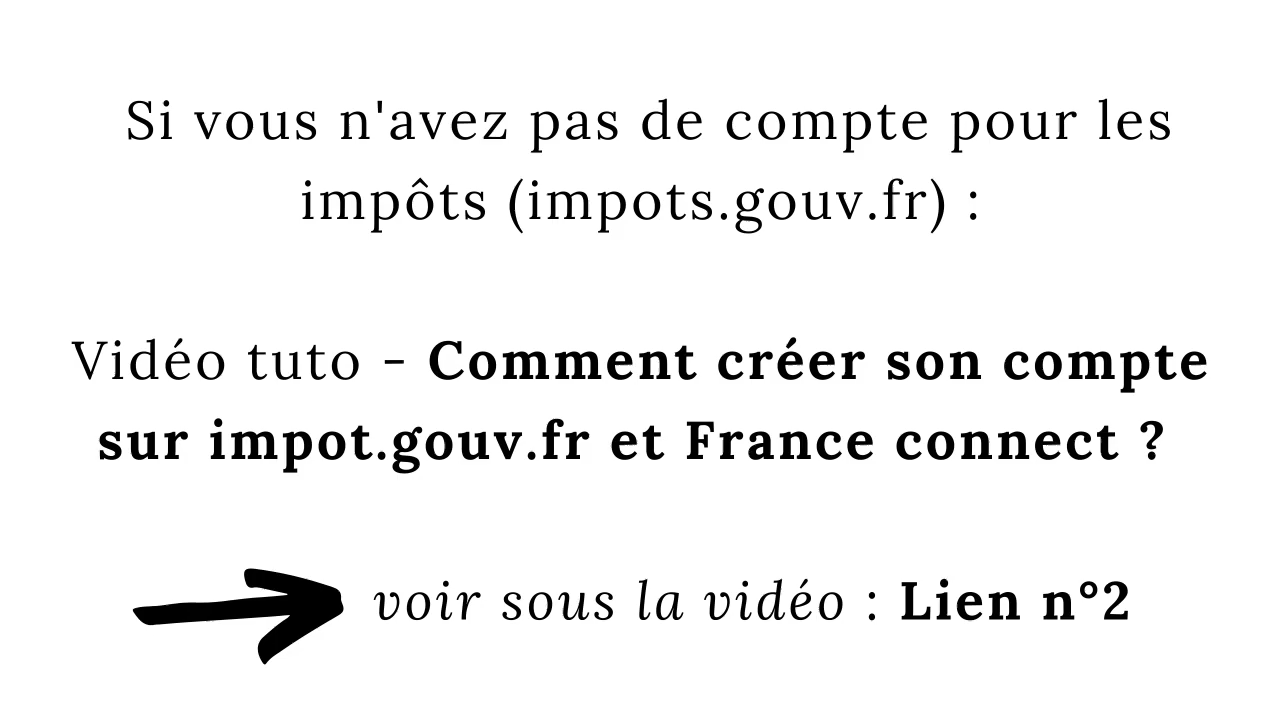 Si vous n'avez pas de compte pour les
impôts (impots.gouv.fr) :
Vidéo tuto - Comment créer son compte
sur impot.gouv.fr et France connect ?
voir sous la vidéo : Lien n°2